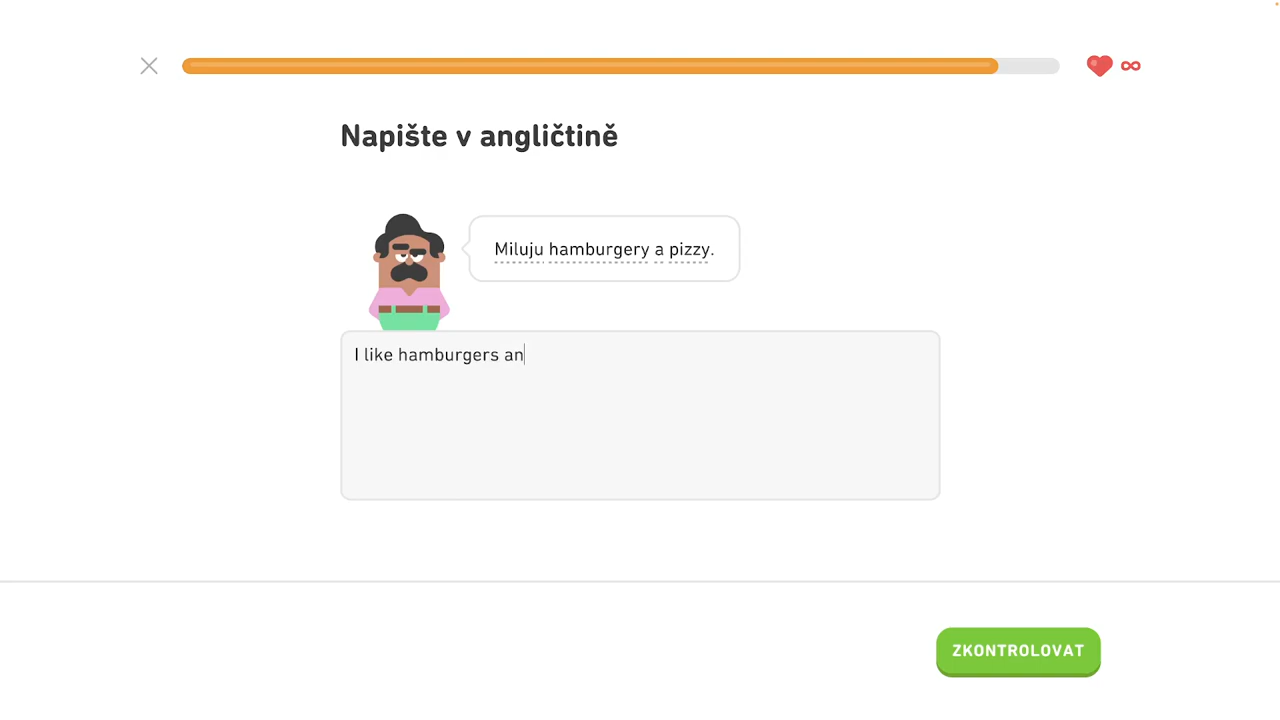 ∞
Napište v angličtině
Miluju hamburgery a pizzy.
I like hamburgers an
ZKONTROLOVAT